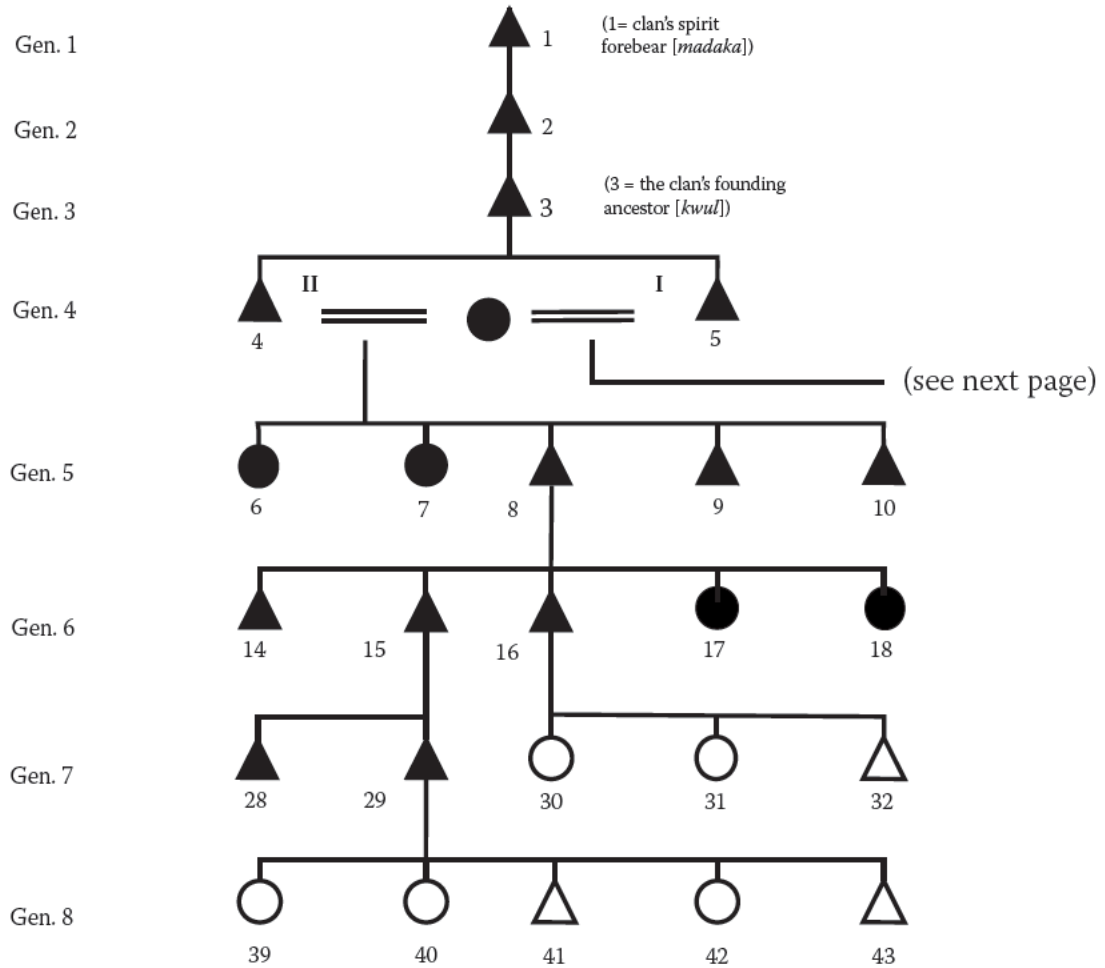 Gen. 1
1
(1= clan's spirit
forebear [madaka])
Gen. 2
2
Gen. 3
3
(3 = the clan's founding
ancestor [kwul])
II
I
Gen. 4
4
5
(see next page)
Gen. 5
6
7
8
9
10
Gen. 6
14
15
16
17
18
Gen. 7
28
29
30
31
32
Gen. 8
39
40
41
42
43